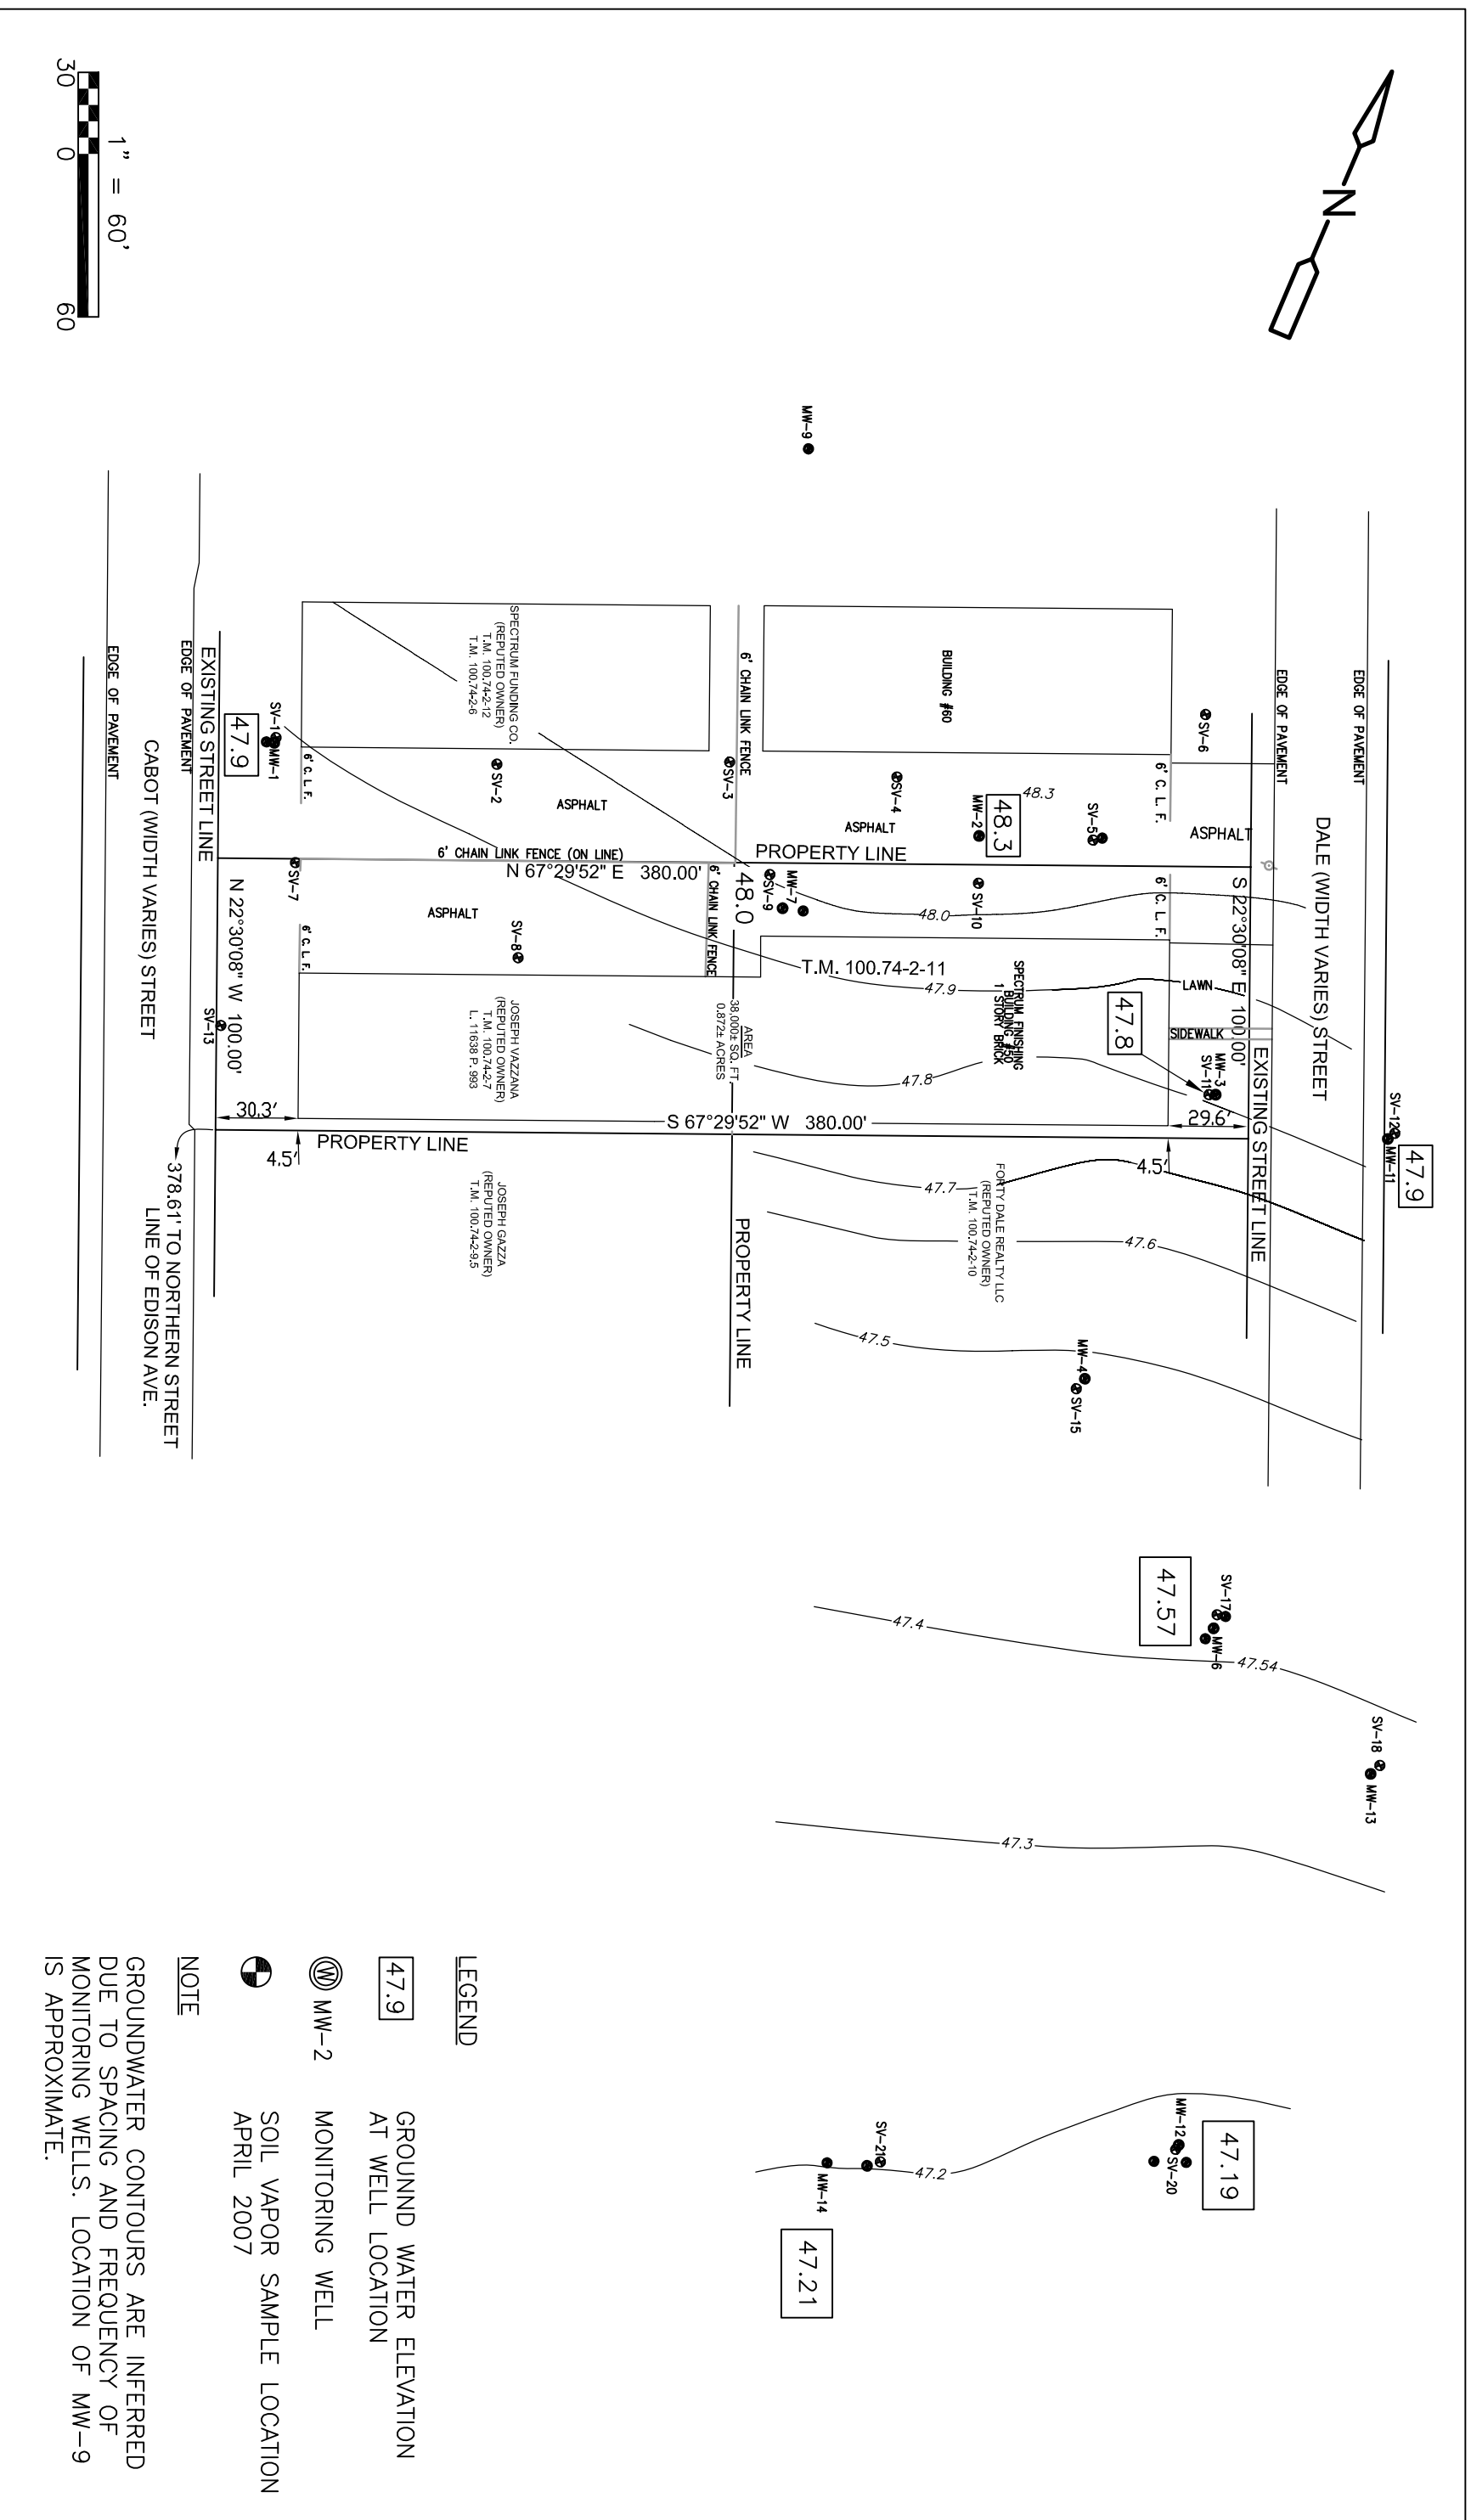 N
30 0 60
1" = 60'
MW-9
EDGE OF PAVEMENT
EDGE OF PAVEMENT
DALE (WIDTH VARIES) STREET
SV-12
MW-11
47.9
SV-6
BUILDING #60
6' CHAIN LINK FENCE
SPECTRUM FUNDING CO.
(REPUTED OWNER)
T.M. 100.74-2-12
T.M. 100.74-2-6
EXISTING STREET LINE
EDGE OF PAVEMENT
EDGE OF PAVEMENT
CABOT (WIDTH VARIES) STREET
SV-1
MW-1
47.9
6' C. L. F.
SV-2
ASPHALT
SV-3
SV-4
ASPHALT
MW-2
48.3
48.3
SV-5
6' C. L. F.
ASPHALT
6' CHAIN LINK FENCE (ON LINE)
N 67°29'52" E 380.00'
PROPERTY LINE
SV-7
N 22°30'08" W 100.00'
6' C. L. F.
ASPHALT
SV-8
6' CHAIN LINK FENCE
48.0
SV-9
MW-7
SV-10
48.0
6' C. L. F.
S 22°30'08" E 100.00'
T.M. 100.74-2-11
47.9
LAWN
SIDEWALK
SPECTRUM FINISHING
BUILDING #50
1 STORY BRICK
47.8
MW-3
SV-11
EXISTING STREET LINE
SV-13
JOSEPH VAZZANA
(REPUTED OWNER)
T.M. 100.74-2-7
L. 11638 P. 993
AREA
38,000± SQ. FT.
0.872± ACRES
47.8
30.3'
S 67°29'52" W 380.00'
29.6'
4.5'
PROPERTY LINE
4.5'
378.61' TO NORTHERN STREET
LINE OF EDISON AVE.
JOSEPH GAZZA
(REPUTED OWNER)
T.M. 100.74-2-9.5
PROPERTY LINE
47.7
FORTY DALE REALTY LLC
(REPUTED OWNER)
T.M. 100.74-2-10
47.6
47.5
MW-4
SV-15
47.57
SV-17
MW-6
47.4
47.54
SV-18
MW-13
47.3
MW-12
SV-20
47.19
SV-21
47.2
MW-14
47.21
LEGEND
47.9 GROUNND WATER ELEVATION
AT WELL LOCATION
W MW-2 MONITORING WELL
SOIL VAPOR SAMPLE LOCATION
APRIL 2007
NOTE
GROUNDWATER CONTOURS ARE INFERRED
DUE TO SPACING AND FREQUENCY OF
MONITORING WELLS. LOCATION OF MW-9
IS APPROXIMATE.